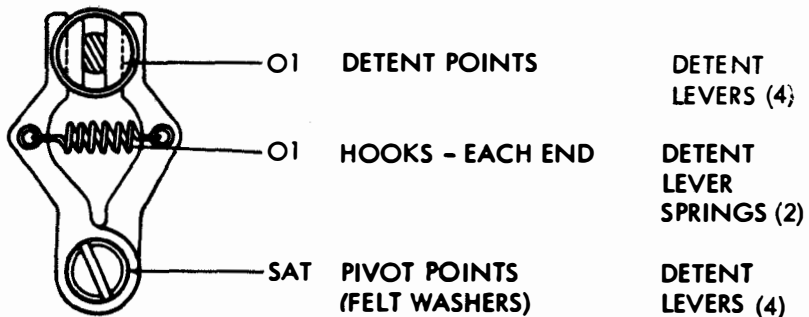 O1 DETENT POINTS DETENT
LEVERS (4)
O1 HOOKS - EACH END DETENT
LEVER
SPRINGS (2)
SAT PIVOT POINTS DETENT
(FELT WASHERS) LEVERS (4)